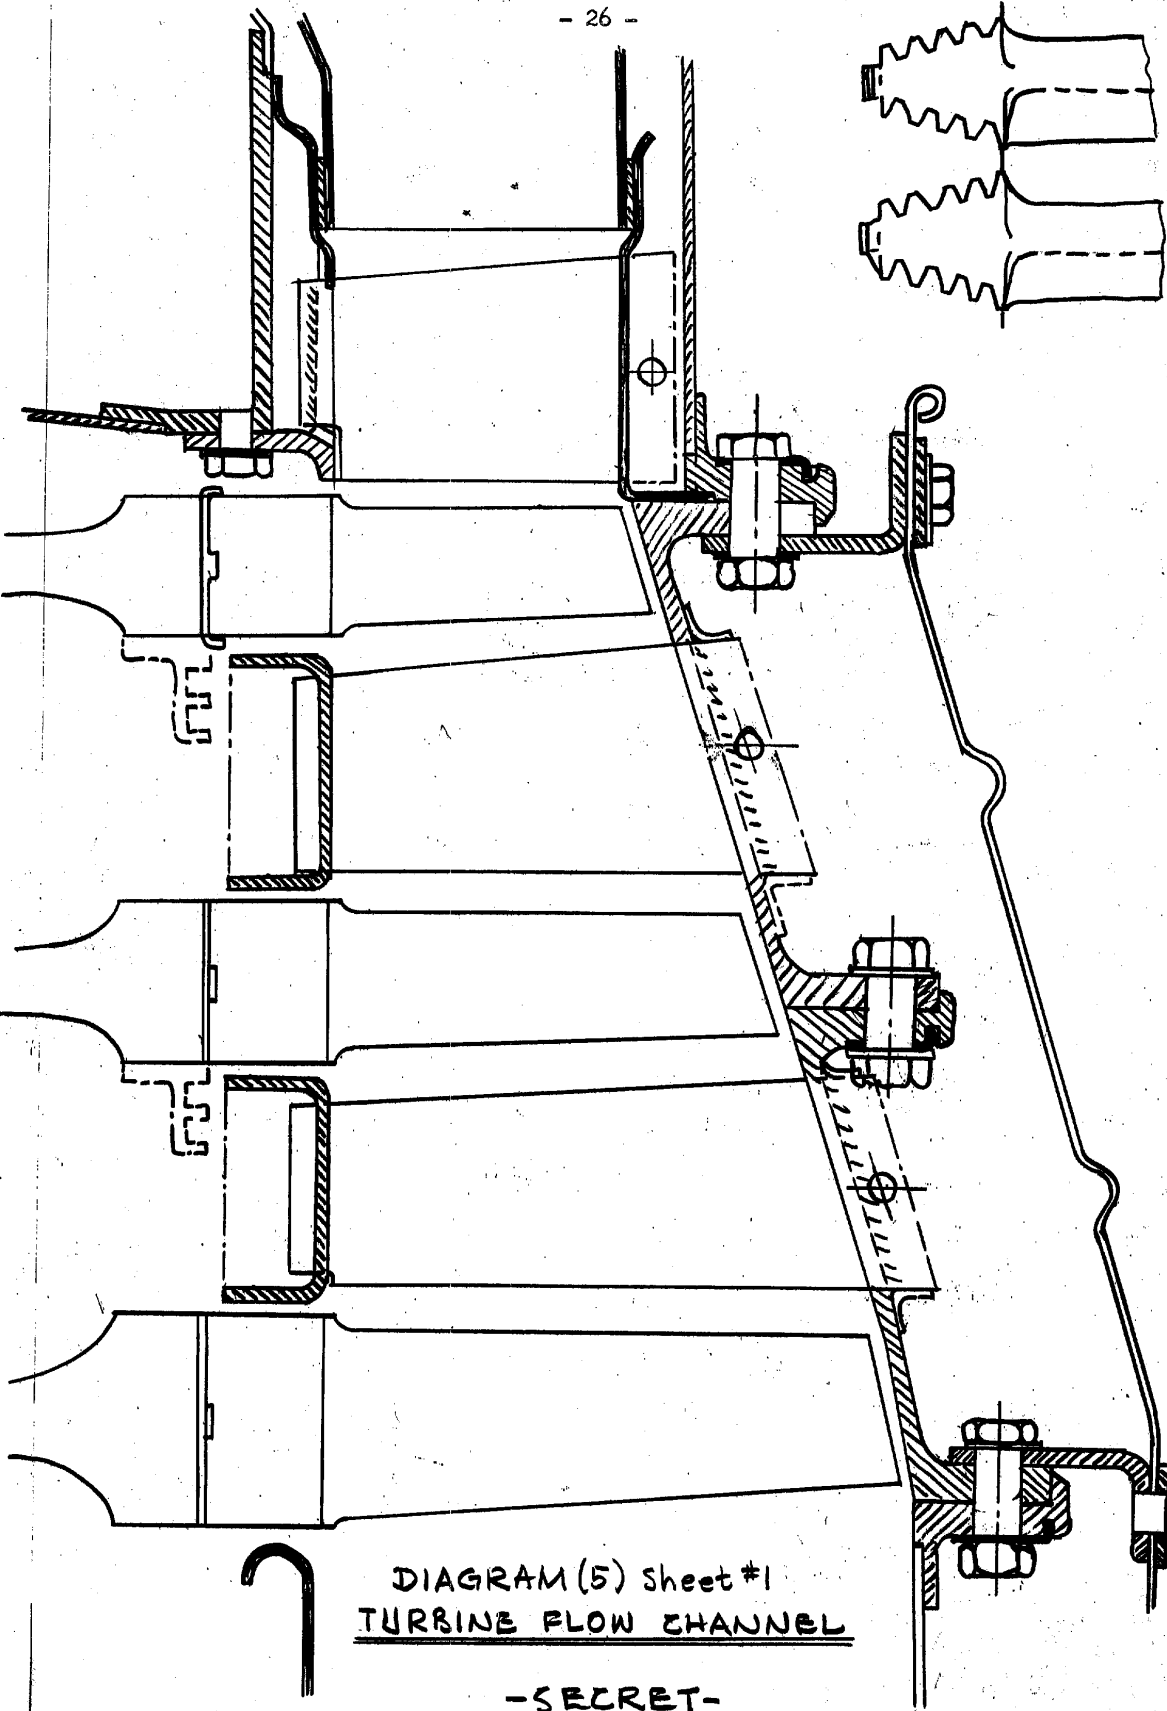 - 26 -
DIAGRAM (5) Sheet #1
TURBINE FLOW CHANNEL
-SECRET-